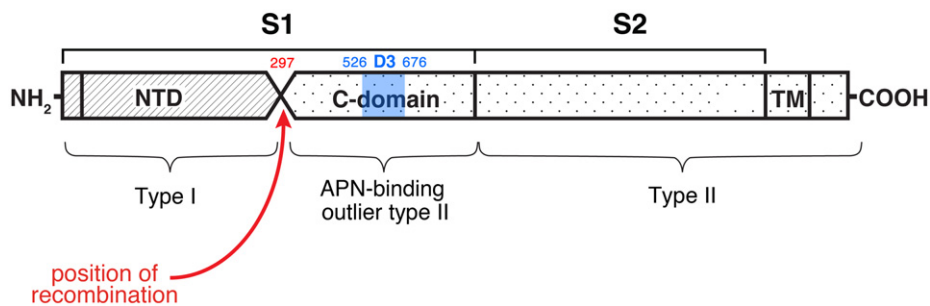 S1 S2
297 526 D3 676
NH2 NTD C-domain TM COOH
Type I APN-binding Type II
outlier type II
position of
recombination